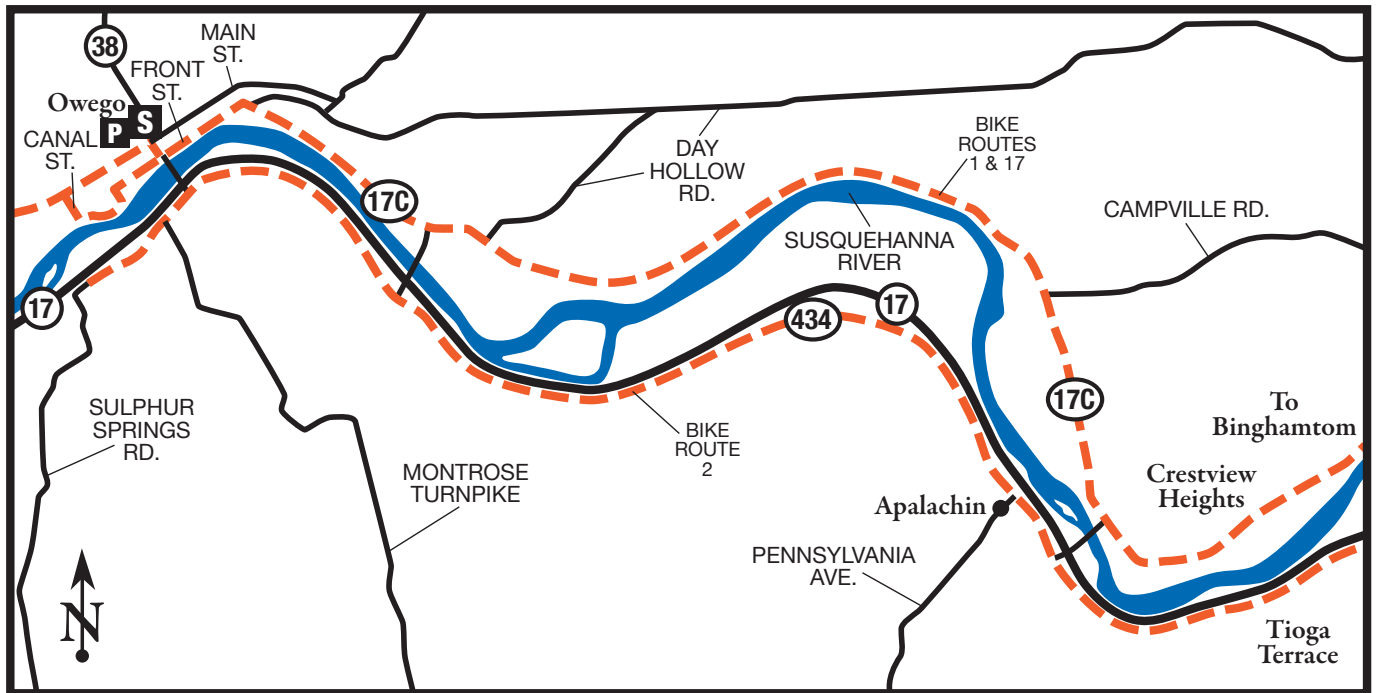 38
MAIN
ST.
FRONT
ST.
Owego
P
S
CANAL
ST.
17C
DAY
HOLLOW
RD.
BIKE
ROUTES
1 & 17
CAMPVILLE RD.
SUSQUEHANNA
RIVER
17
434
17
17C
SULPHUR
SPRINGS
RD.
BIKE
ROUTE
2
MONTROSE
TURNPIKE
To
Binghamtom
Crestview
Heights
Apalachin
PENNSYLVANIA
AVE.
Tioga
Terrace
N